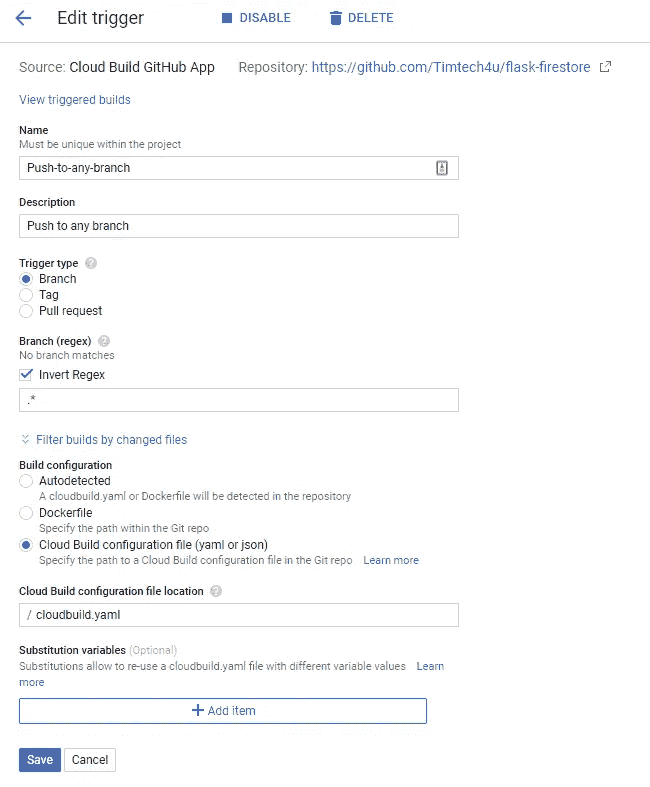 Edit trigger DISABLE DELETE
Source: Cloud Build GitHub App Repository: https://github.com/Timtech4u/flask-firestore
View triggered builds
Name
Must be unique within the project
Push-to-any-branch
Description
Push to any branch
Trigger type ?
Branch
Tag
Pull request
Branch (regex) ?
No branch matches
Invert Regex
.*
Filter builds by changed files
Build configuration
Autodetected
A cloudbuild.yaml or Dockerfile will be detected in the repository
Dockerfile
Specify the path within the Git repo
Cloud Build configuration file (yaml or json)
Specify the path to a Cloud Build configuration file in the Git repo Learn more
Cloud Build configuration file location ?
/ cloudbuild.yaml
Substitution variables (Optional)
Substitutions allow to re-use a cloudbuild.yaml file with different variable values Learn
more
+ Add item
Save Cancel